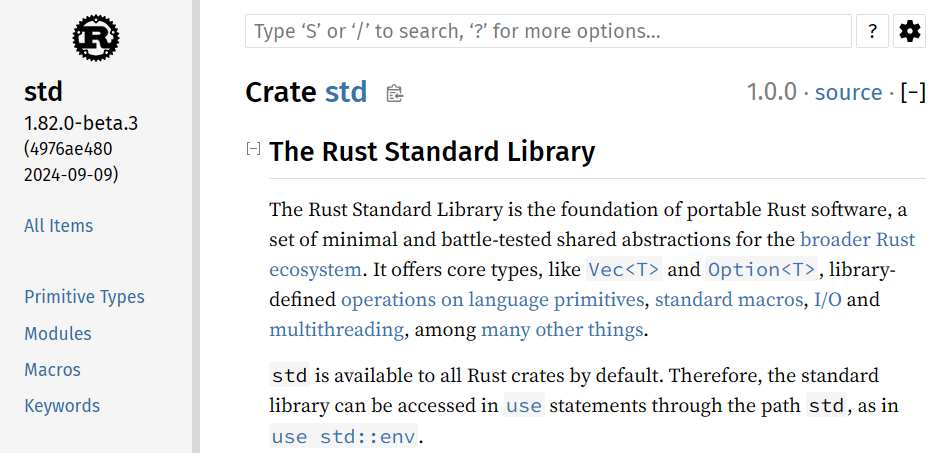 std
1.82.0-beta.3
(4976ae480
2024-09-09)
All Items
Primitive Types
Modules
Macros
Keywords
Type ‘S’ or ‘/’ to search, ‘?’ for more options…
?
Crate std
1.0.0 · source · [−]
[−] The Rust Standard Library
The Rust Standard Library is the foundation of portable Rust software, a
set of minimal and battle-tested shared abstractions for the broader Rust
ecosystem. It offers core types, like Vec<T> and Option<T>, library-
defined operations on language primitives, standard macros, I/O and
multithreading, among many other things.
std is available to all Rust crates by default. Therefore, the standard
library can be accessed in use statements through the path std, as in
use std::env.